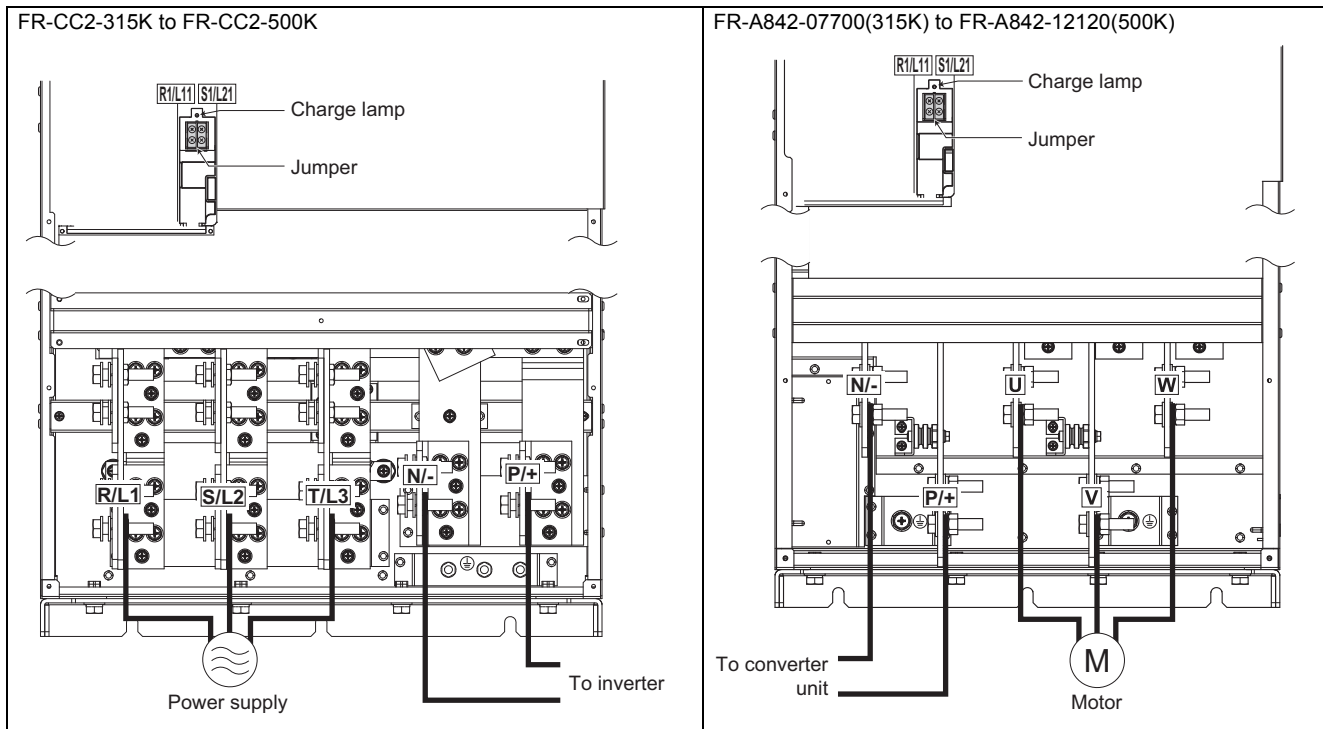 FR-CC2-315K to FR-CC2-500K
R1/L11 S1/L21
Charge lamp
Jumper
R/L1
S/L2
T/L3
N/-
P/+
To inverter
Power supply
FR-A842-07700(315K) to FR-A842-12120(500K)
R1/L11 S1/L21
Charge lamp
Jumper
N/-
U
W
P/+
V
To converter
unit
M
Motor